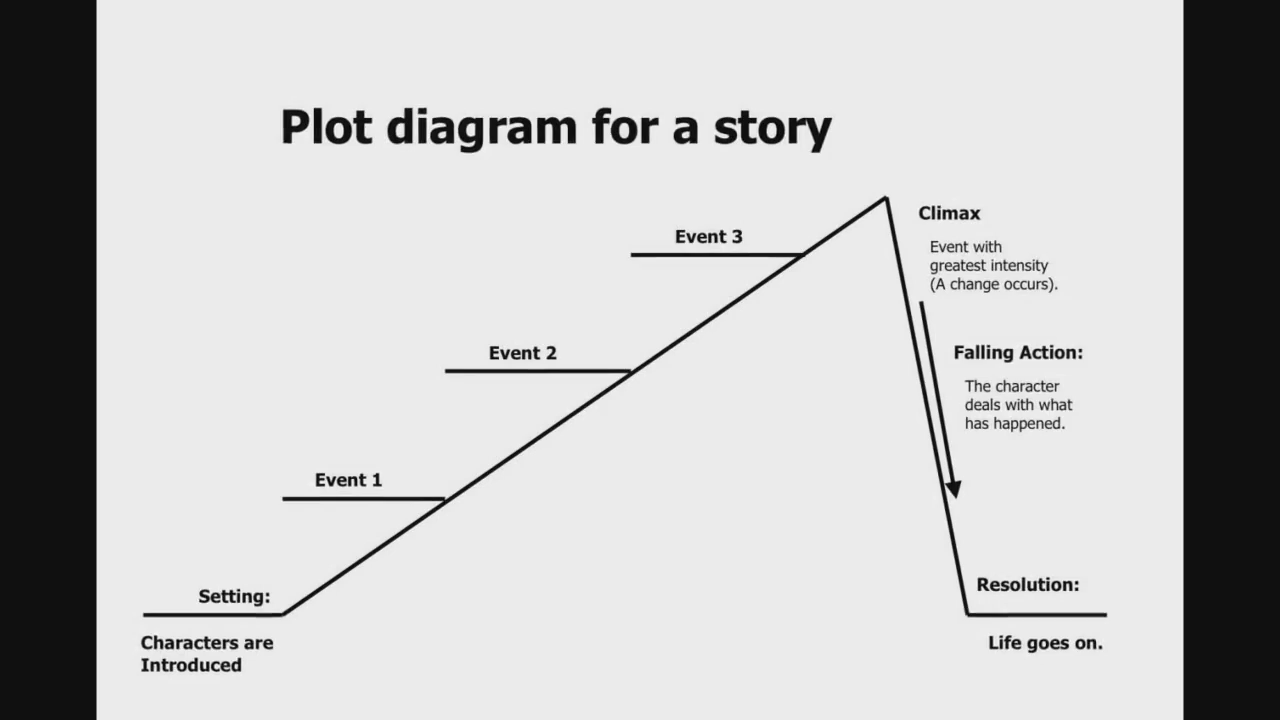 Plot diagram for a story
Climax
Event with
greatest intensity
(A change occurs).
Event 3
Falling Action:
The character
deals with what
has happened.
Event 2
Event 1
Setting:
Characters are
Introduced
Resolution:
Life goes on.